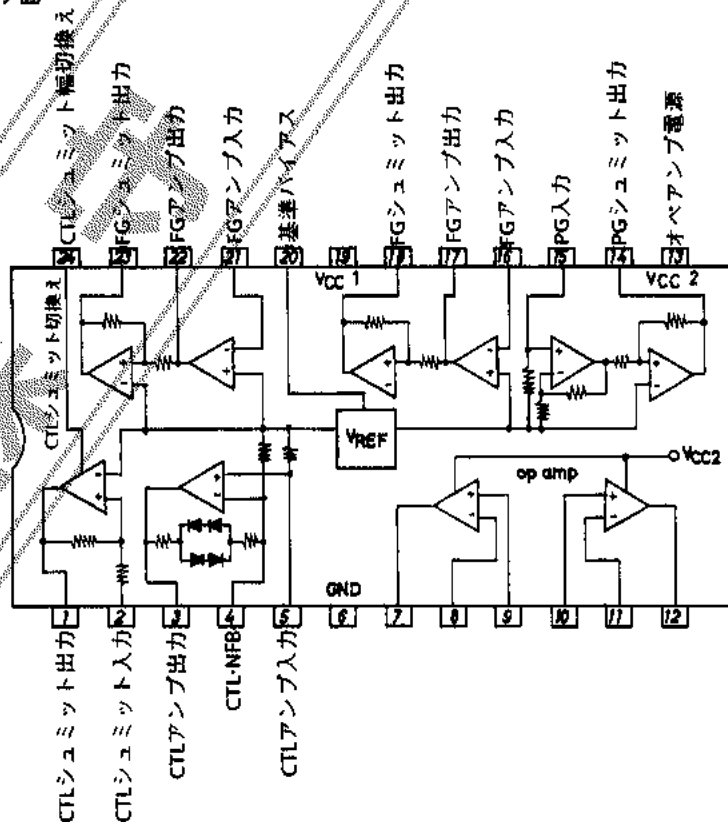 CTLシュミット幅切換え
FGシュミット出力
FGアンプ出力
FGアンプ入力
基準バイアス
FGシュミット出力
FGアンプ出力
FGアンプ入力
PG入力
PGシュミット出力
オペアンプ電源
24 23 22 21 20 19 18 17 16 15 14 13
CTLシュミット切換え
VCC 1
VCC 2
VREF
op amp
VCC2
GND
1 2 3 4 5 6 7 8 9 10 11 12
CTLシュミット出力
CTLシュミット入力
CTLアンプ出力
CTL-NFB
CTLアンプ入力